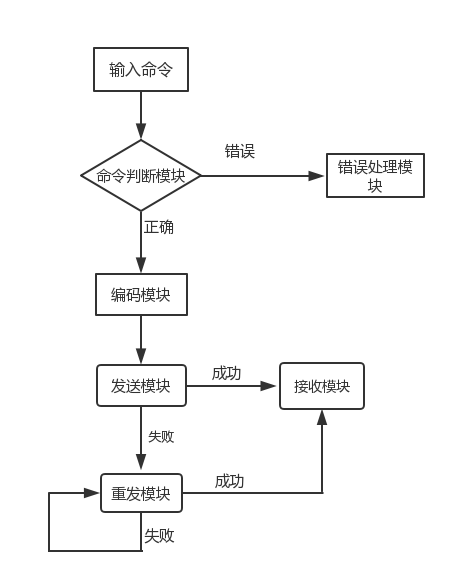 输入命令
错误
命令判断模块
错误处理模
块
正确
编码模块
成功
发送模块
接收模块
失败
成功
重发模块
失败